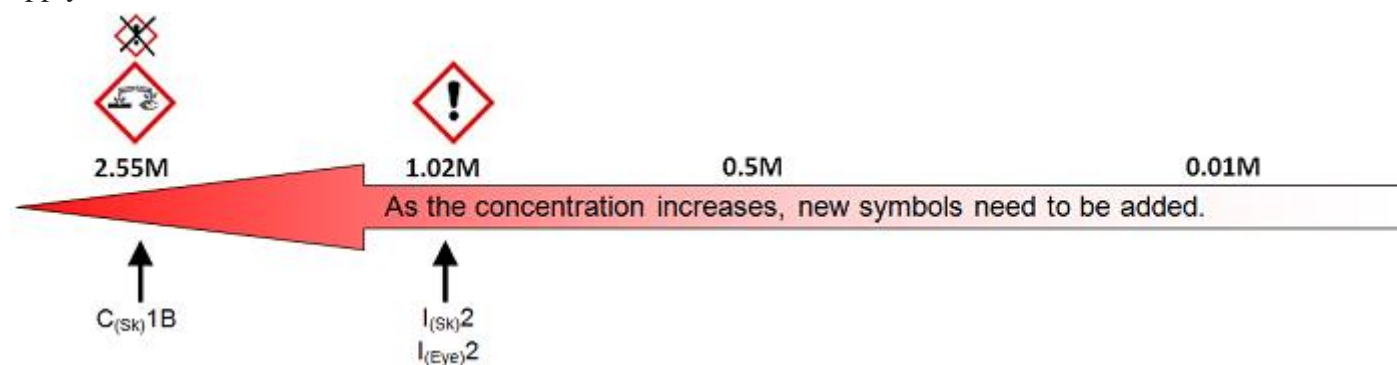 2.55M 1.02M 0.5M 0.01M
As the concentration increases, new symbols need to be added.
C(Sk)1B I(Sk)2
I(Eye)2